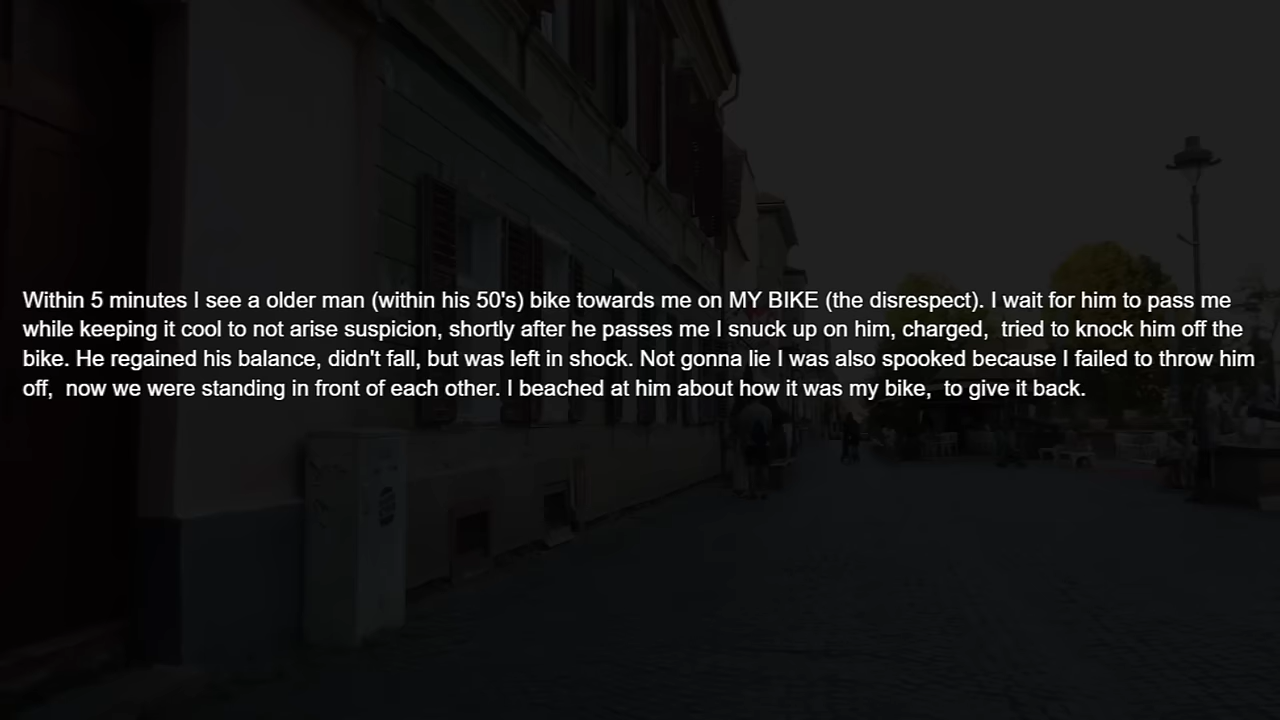 Within 5 minutes I see a older man (within his 50's) bike towards me on MY BIKE (the disrespect). I wait for him to pass me
while keeping it cool to not arise suspicion, shortly after he passes me I snuck up on him, charged,  tried to knock him off the
bike. He regained his balance, didn't fall, but was left in shock. Not gonna lie I was also spooked because I failed to throw him
off,  now we were standing in front of each other. I beached at him about how it was my bike,  to give it back.